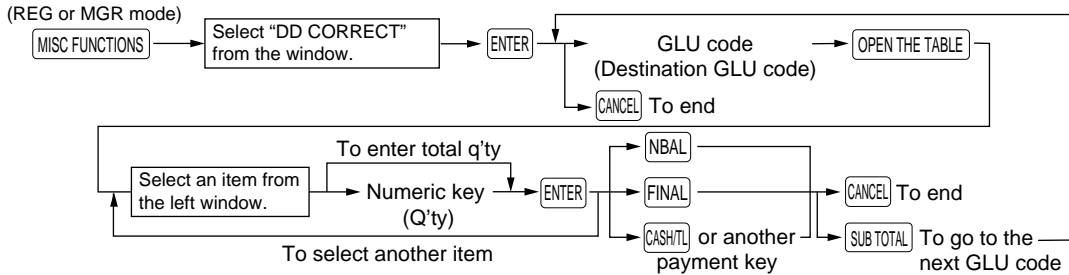 (REG or MGR mode)
MISC FUNCTIONS
Select “DD CORRECT”
from the window.
ENTER
GLU code
(Destination GLU code)
OPEN THE TABLE
CANCEL To end
Select an item from
the left window.
To enter total q’ty
Numeric key
(Q’ty)
ENTER
To select another item
NBAL
FINAL
CASH/TL or another
payment key
CANCEL To end
SUB TOTAL To go to the
next GLU code